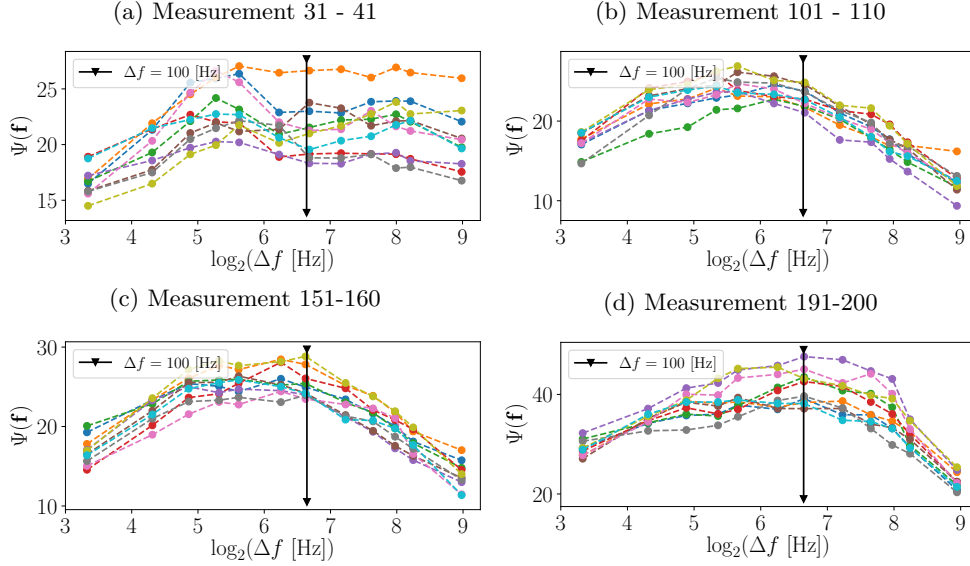 (a) Measurement 31 - 41
Δf = 100 [Hz]
Ψ(f)
25
20
15
3 4 5 6 7 8 9
log₂(Δf [Hz])
(b) Measurement 101 - 110
Δf = 100 [Hz]
Ψ(f)
20
10
3 4 5 6 7 8 9
log₂(Δf [Hz])
(c) Measurement 151-160
Δf = 100 [Hz]
Ψ(f)
30
20
10
3 4 5 6 7 8 9
log₂(Δf [Hz])
(d) Measurement 191-200
Δf = 100 [Hz]
Ψ(f)
40
20
3 4 5 6 7 8 9
log₂(Δf [Hz])